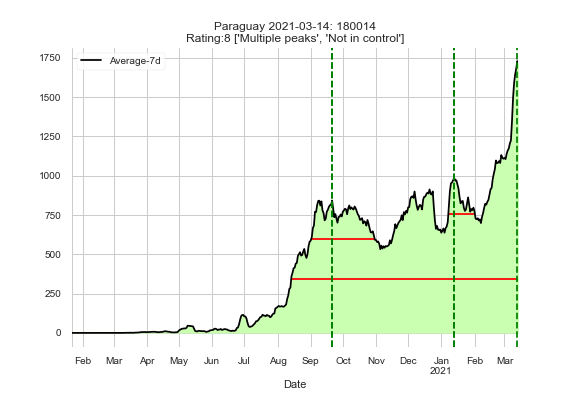 Paraguay 2021-03-14: 180014
Rating:8 ['Multiple peaks', 'Not in control']
Average-7d
1750
1500
1250
1000
750
500
250
0
Feb Mar Apr May Jun Jul Aug Sep Oct Nov Dec Jan Feb Mar
2021
Date